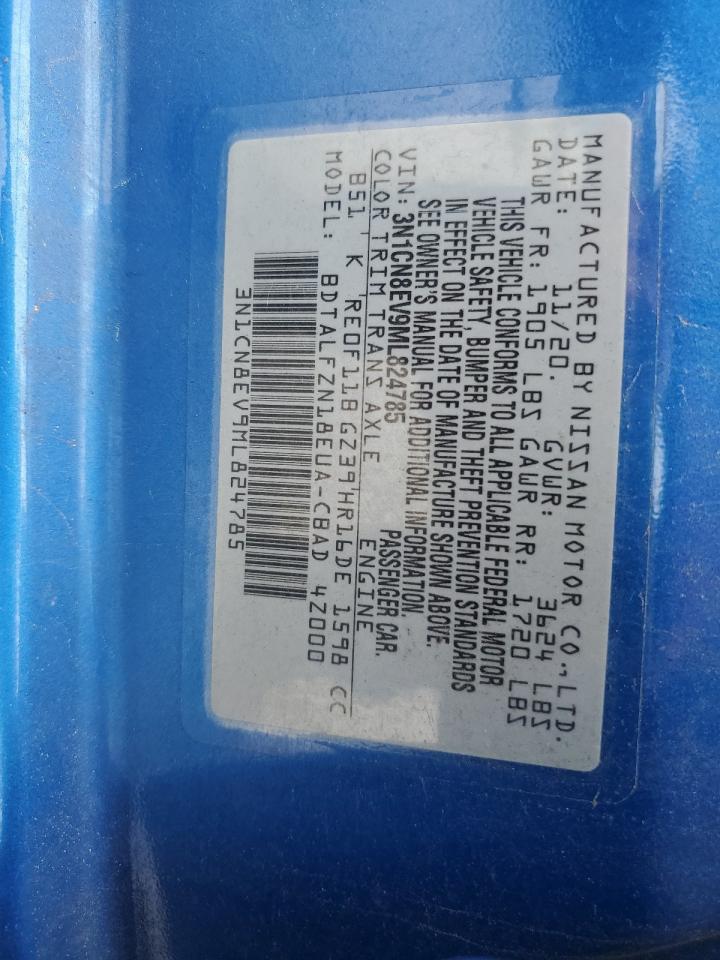 MANUFACTURED BY NISSAN MOTOR CO., LTD.
DATE: 11/20. GVWR: 3624 LBS
GAWR FR: 1905 LBS GAWR RR: 1720 LBS
THIS VEHICLE CONFORMS TO ALL APPLICABLE FEDERAL MOTOR
VEHICLE SAFETY, BUMPER AND THEFT PREVENTION STANDARDS
IN EFFECT ON THE DATE OF MANUFACTURE SHOWN ABOVE.
SEE OWNER'S MANUAL FOR ADDITIONAL INFORMATION
VIN: 3N1CN8EV9ML824785 PASSENGER CAR.
COLOR TRIM TRANS AXLE ENGINE
B51 K RE0F11B GZ39 HR16DE 1598 CC
MODEL: BDTALFZN18EUA-CBAD 4Z000
3N1CN8EV9ML824785